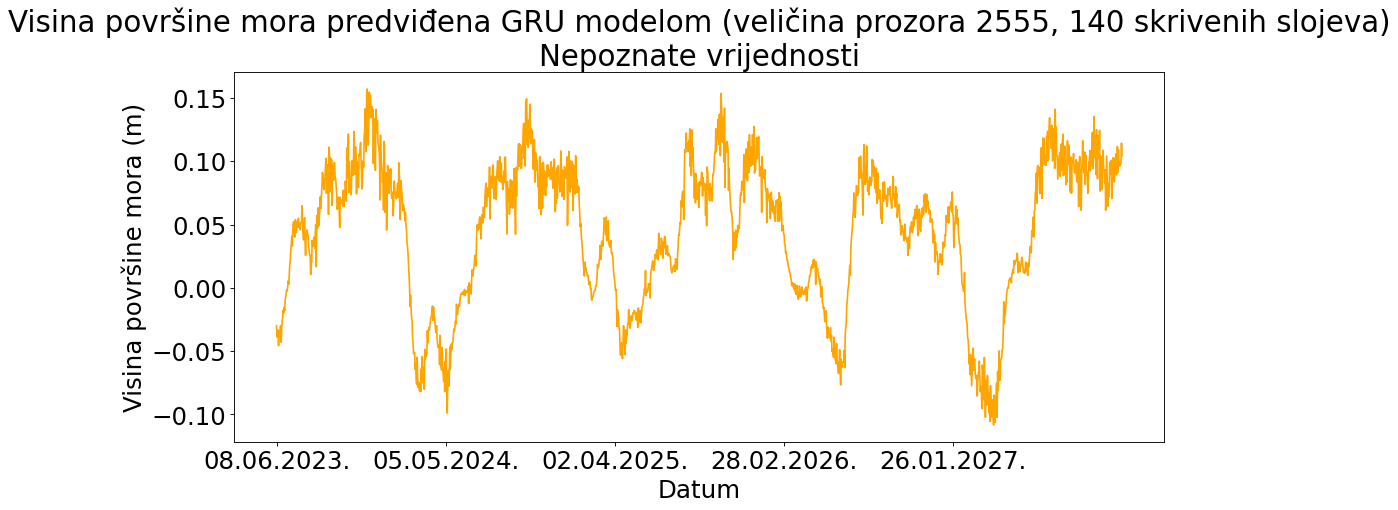 Visina površine mora predviđena GRU modelom (veličina prozora 2555, 140 skrivenih slojeva)
Nepoznate vrijednosti
Visina površine mora (m)
0.15
0.10
0.05
0.00
−0.05
−0.10
08.06.2023. 05.05.2024. 02.04.2025. 28.02.2026. 26.01.2027.
Datum